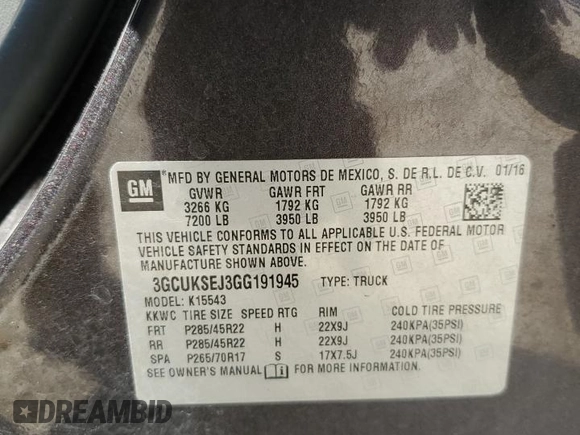 GM
MFD BY GENERAL MOTORS DE MEXICO, S. DE R.L. DE C.V. 01/16
GVWR GAWR FRT GAWR RR
3266 KG 1792 KG 1792 KG
7200 LB 3950 LB 3950 LB
THIS VEHICLE CONFORMS TO ALL APPLICABLE U.S. FEDERAL MOTOR
VEHICLE SAFETY STANDARDS IN EFFECT ON THE DATE OF
MANUFACTURE SHOWN ABOVE.
3GCUKSEJ3GG191945 TYPE: TRUCK
MODEL: K15543
KKWC TIRE SIZE SPEED RTG RIM COLD TIRE PRESSURE
FRT P285/45R22 H 22X9J 240KPA(35PSI)
RR P285/45R22 H 22X9J 240KPA(35PSI)
SPA P265/70R17 S 17X7.5J 240KPA(35PSI)
SEE OWNER'S MANUAL FOR MORE INFORMATION.
DREAMBID